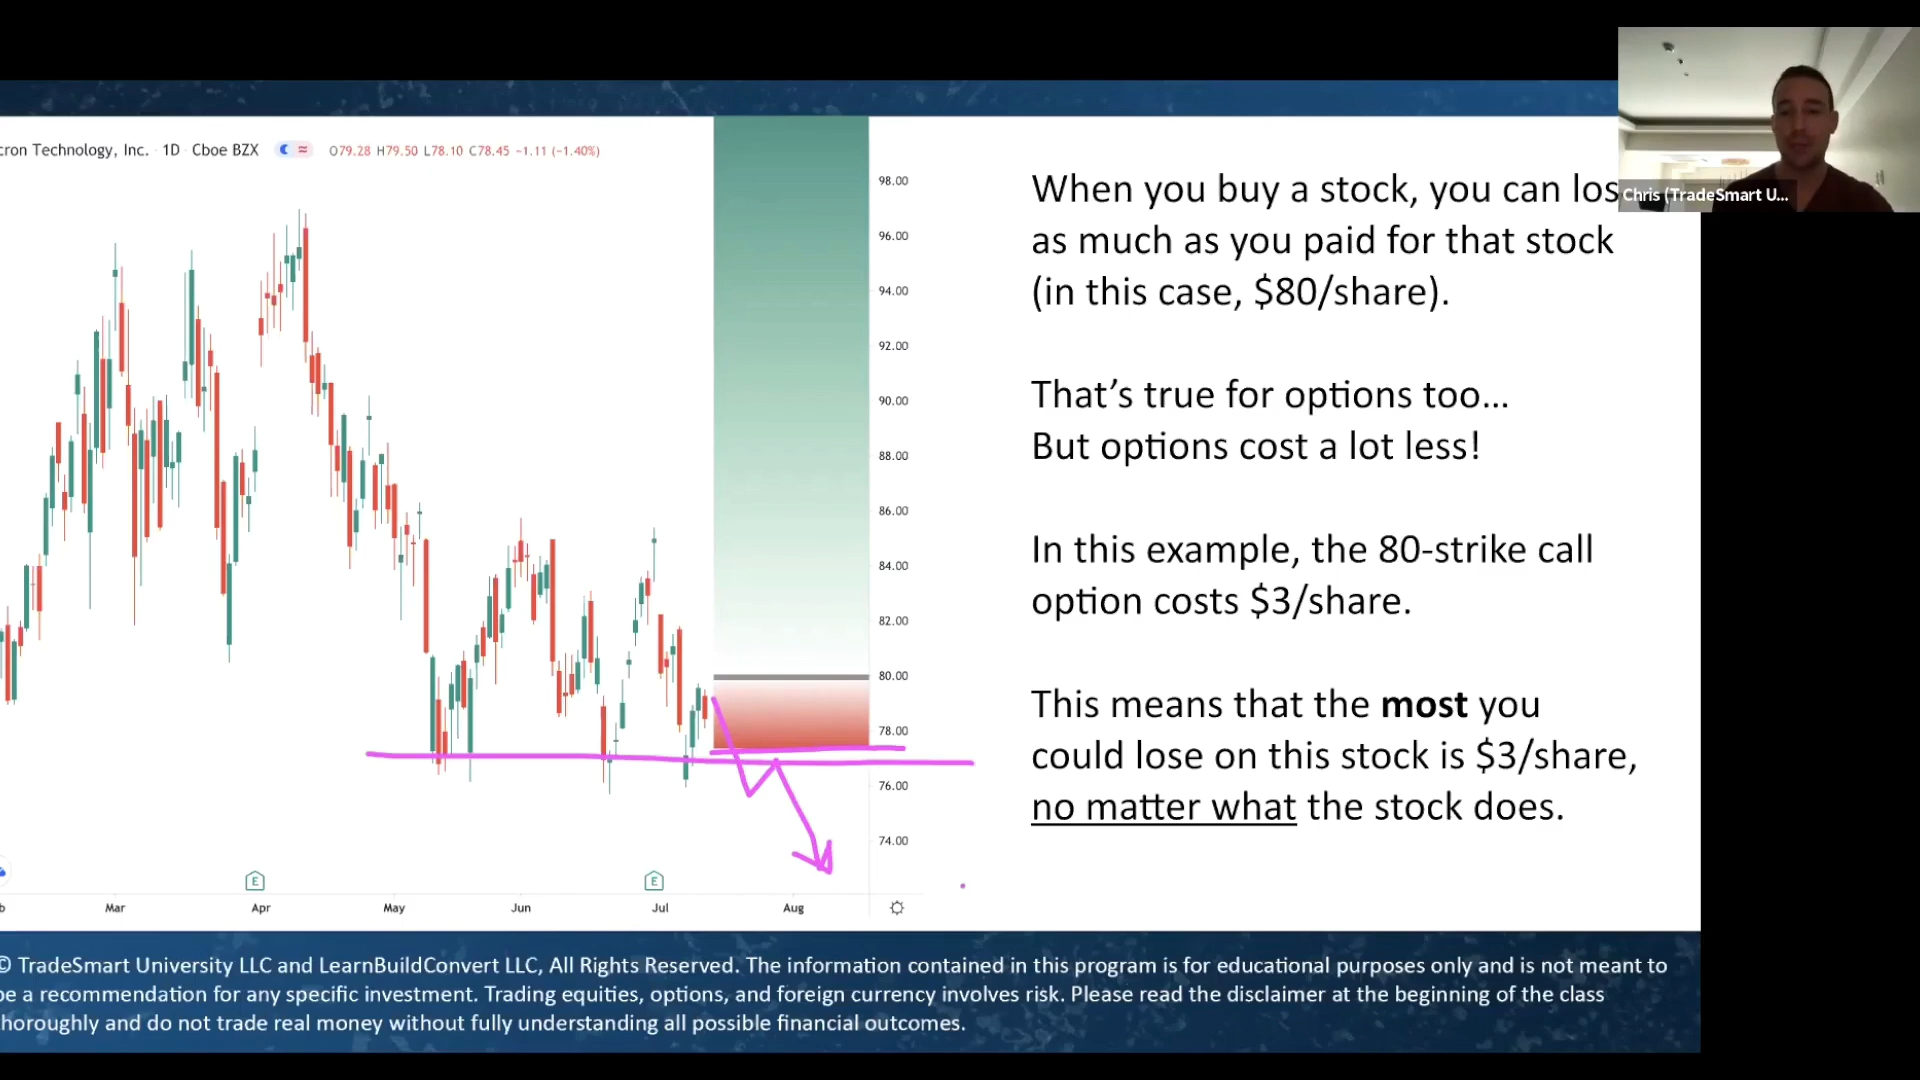 cron Technology, Inc. · 1D · Cboe BZX O79.28 H79.50 L78.10 C78.45 −1.11 (−1.40%)
98.00
96.00
94.00
92.00
90.00
88.00
86.00
84.00
82.00
80.00
78.00
76.00
74.00
E
E
b
Mar
Apr
May
Jun
Jul
Aug
When you buy a stock, you can los
as much as you paid for that stock
(in this case, $80/share).
That’s true for options too…
But options cost a lot less!
In this example, the 80-strike call
option costs $3/share.
This means that the most you
could lose on this stock is $3/share,
no matter what the stock does.
Chris (TradeSmart U...
© TradeSmart University LLC and LearnBuildConvert LLC, All Rights Reserved. The information contained in this program is for educational purposes only and is not meant to
be a recommendation for any specific investment. Trading equities, options, and foreign currency involves risk. Please read the disclaimer at the beginning of the class
horoughly and do not trade real money without fully understanding all possible financial outcomes.